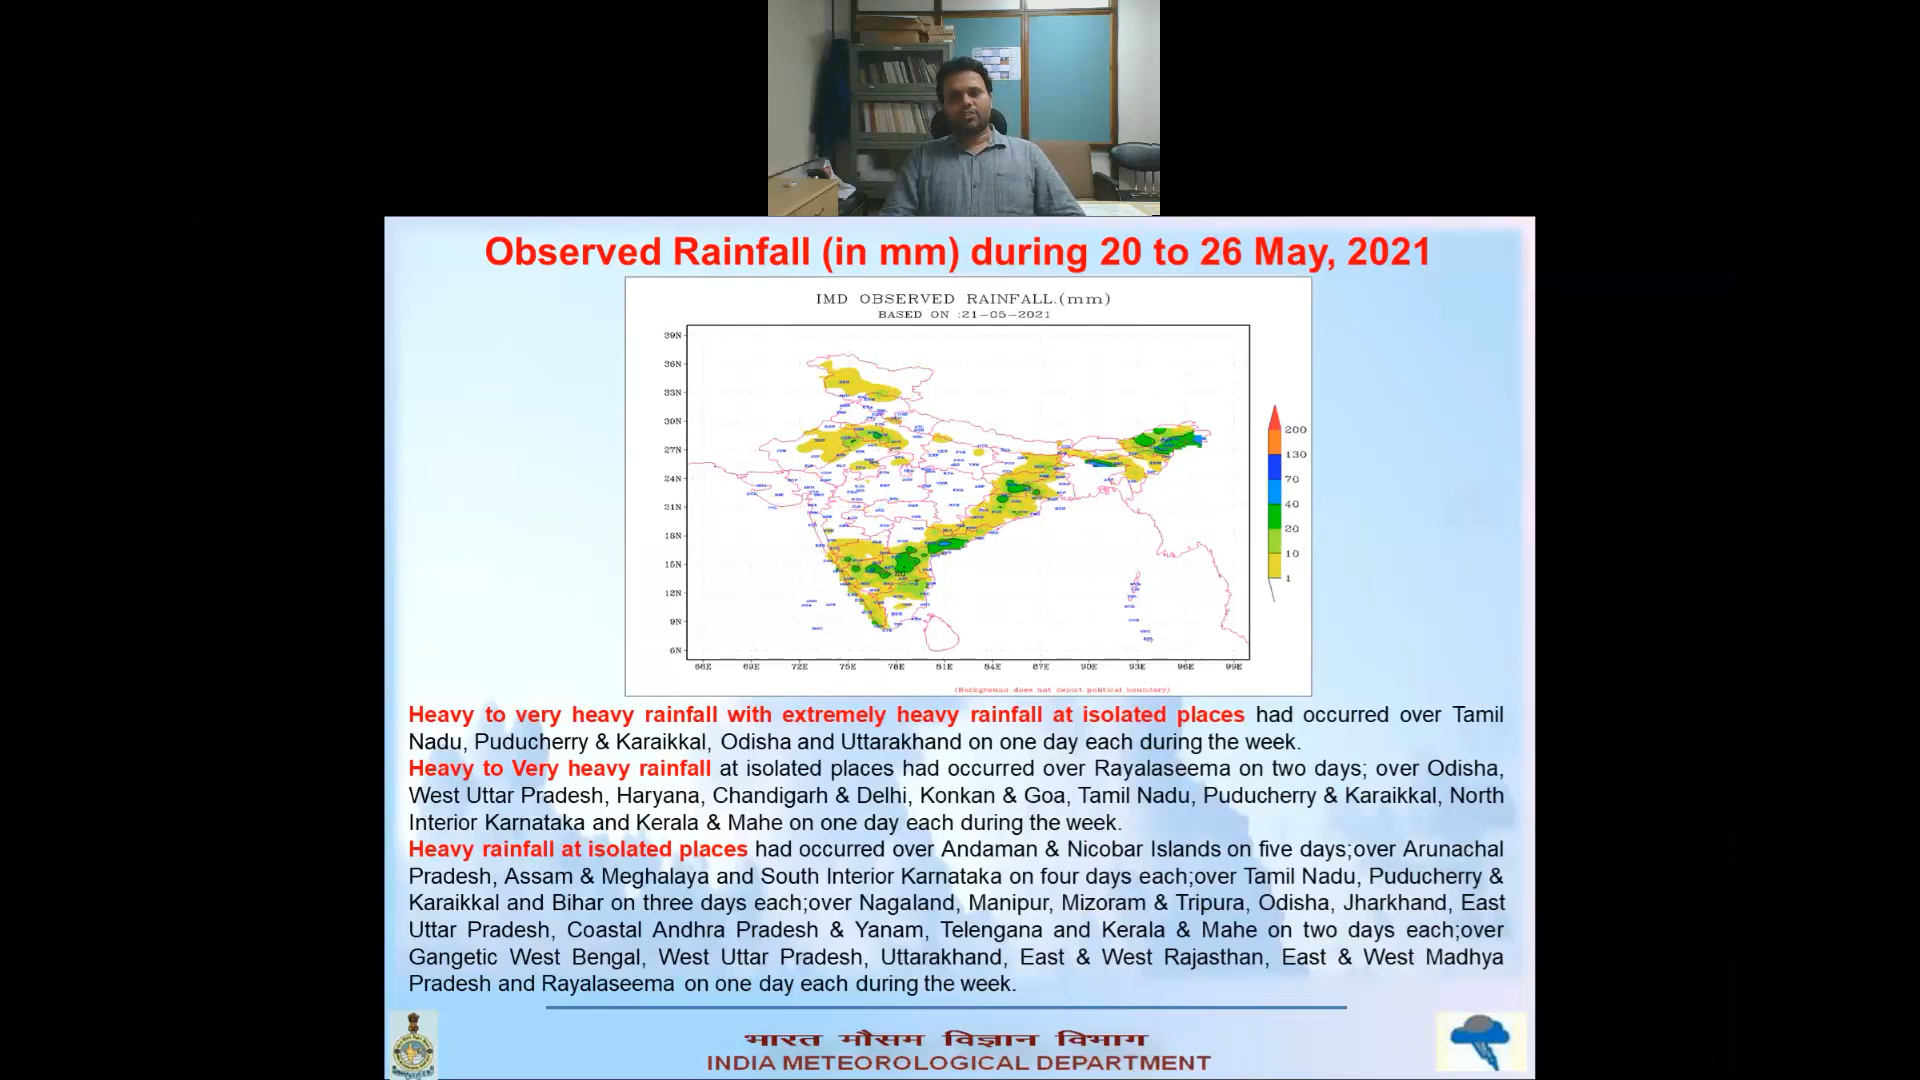 Observed Rainfall (in mm) during 20 to 26 May, 2021
IMD OBSERVED RAINFALL.(mm)
BASED ON :21-05-2021
39N
36N
33N
30N
27N
24N
21N
18N
15N
12N
9N
6N
66E 69E 72E 75E 78E 81E 84E 87E 90E 93E 96E 99E
200
130
70
40
20
10
1
(Background does not depict political boundary)
Heavy to very heavy rainfall with extremely heavy rainfall at isolated places had occurred over Tamil
Nadu, Puducherry & Karaikkal, Odisha and Uttarakhand on one day each during the week.
Heavy to Very heavy rainfall at isolated places had occurred over Rayalaseema on two days; over Odisha,
West Uttar Pradesh, Haryana, Chandigarh & Delhi, Konkan & Goa, Tamil Nadu, Puducherry & Karaikkal, North
Interior Karnataka and Kerala & Mahe on one day each during the week.
Heavy rainfall at isolated places had occurred over Andaman & Nicobar Islands on five days;over Arunachal
Pradesh, Assam & Meghalaya and South Interior Karnataka on four days each;over Tamil Nadu, Puducherry &
Karaikkal and Bihar on three days each;over Nagaland, Manipur, Mizoram & Tripura, Odisha, Jharkhand, East
Uttar Pradesh, Coastal Andhra Pradesh & Yanam, Telengana and Kerala & Mahe on two days each;over
Gangetic West Bengal, West Uttar Pradesh, Uttarakhand, East & West Rajasthan, East & West Madhya
Pradesh and Rayalaseema on one day each during the week.
भारत मौसम विज्ञान विभाग
INDIA METEOROLOGICAL DEPARTMENT